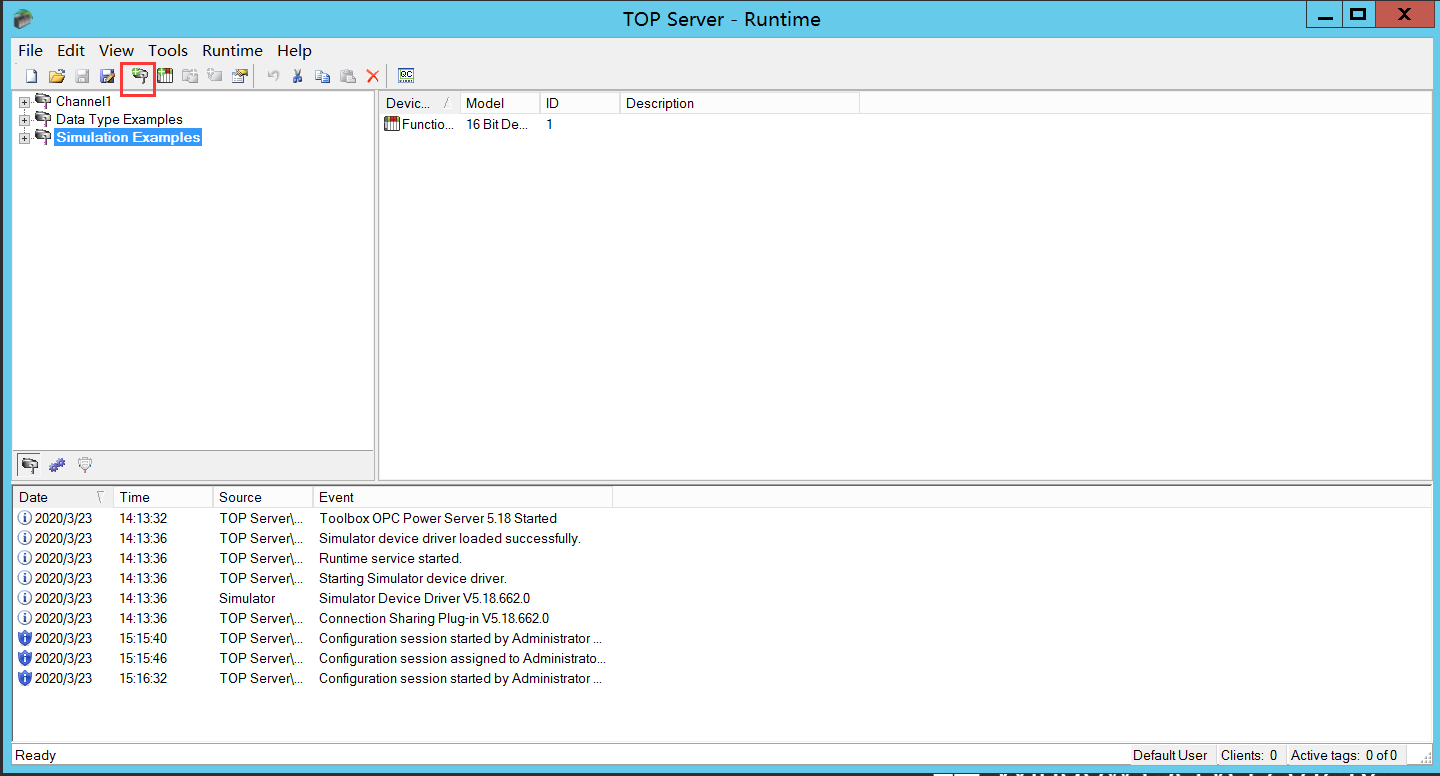 TOP Server - Runtime
File Edit View Tools Runtime Help
QC
Channel1
Data Type Examples
Simulation Examples
Devic... Model ID Description
Functio... 16 Bit De... 1
Date Time Source Event
2020/3/23 14:13:32 TOP Server\... Toolbox OPC Power Server 5.18 Started
2020/3/23 14:13:36 TOP Server\... Simulator device driver loaded successfully.
2020/3/23 14:13:36 TOP Server\... Runtime service started.
2020/3/23 14:13:36 TOP Server\... Starting Simulator device driver.
2020/3/23 14:13:36 Simulator Simulator Device Driver V5.18.662.0
2020/3/23 14:13:36 TOP Server\... Connection Sharing Plug-in V5.18.662.0
2020/3/23 15:15:40 TOP Server\... Configuration session started by Administrator ...
2020/3/23 15:15:46 TOP Server\... Configuration session assigned to Administrato...
2020/3/23 15:16:32 TOP Server\... Configuration session started by Administrator ...
Ready Default User Clients: 0 Active tags: 0 of 0